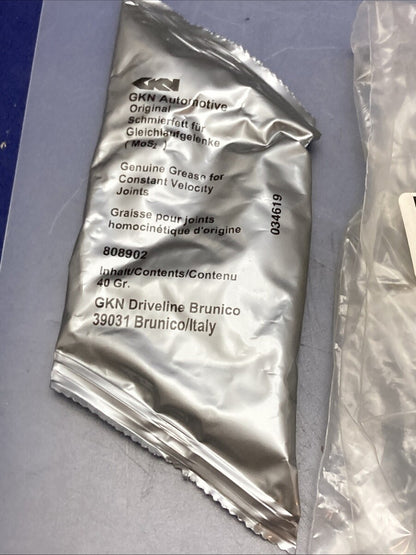 GKN
GKN Automotive
Original
Schmierfett für
Gleichlaufgelenke
( MoS₂ )
Genuine Grease for
Constant Velocity
Joints
Graisse pour joints
homocinétique d'origine
808902
Inhalt/Contents/Contenu
40 Gr.
GKN Driveline Brunico
39031 Brunico/Italy
034619